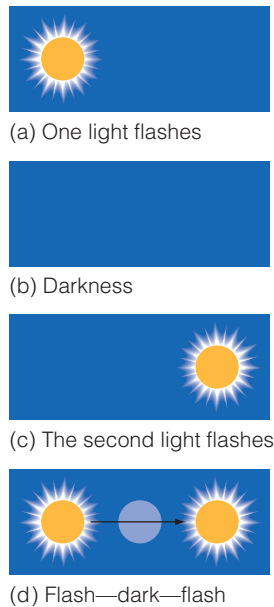 (a) One light flashes
(b) Darkness
(c) The second light flashes
(d) Flash—dark—flash